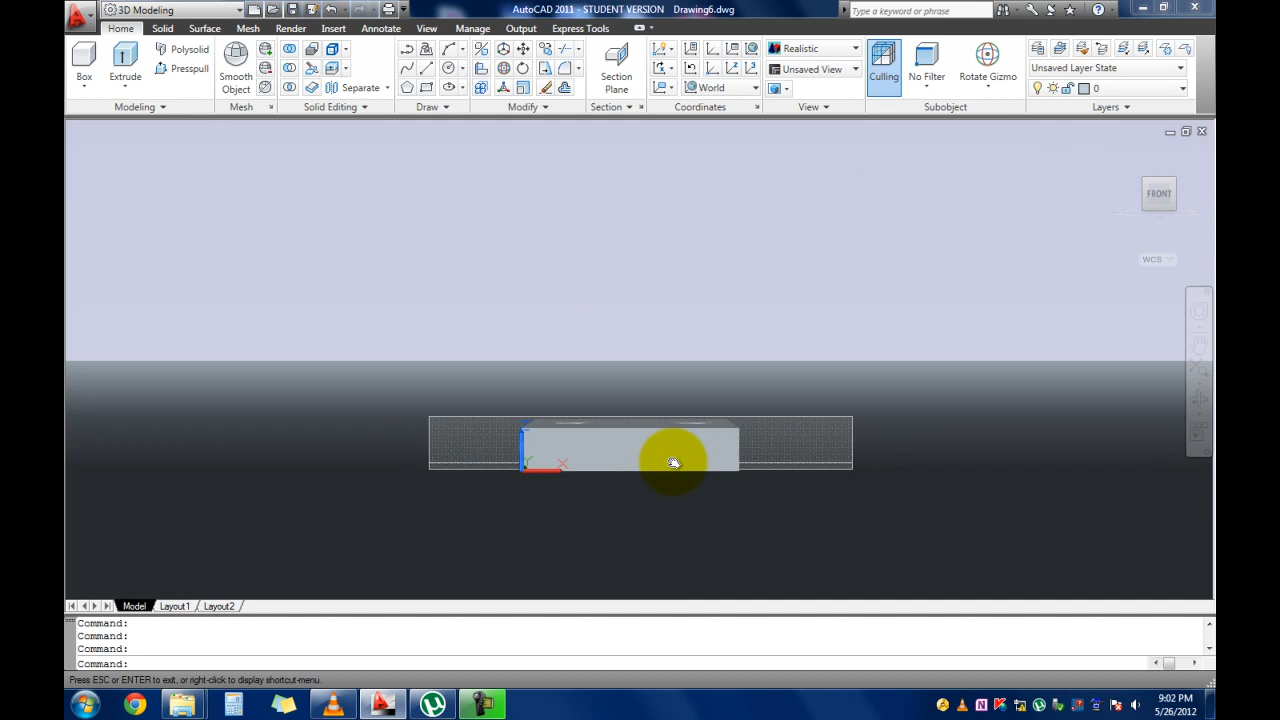 3D Modeling
AutoCAD 2011 - STUDENT VERSION Drawing6.dwg
Type a keyword or phrase
Home Solid Surface Mesh Render Insert Annotate View Manage Output Express Tools
Box
Extrude
Polysolid
Presspull
Smooth
Object
Separate
Section
Plane
Realistic
Unsaved View
World
Culling
No Filter
Rotate Gizmo
Unsaved Layer State
0
Modeling Mesh Solid Editing Draw Modify Section Coordinates View Subobject Layers
FRONT
WCS
X
Y
Model Layout1 Layout2
Command:
Command:
Command:
Command:
Press ESC or ENTER to exit, or right-click to display shortcut-menu.
9:02 PM
5/26/2012